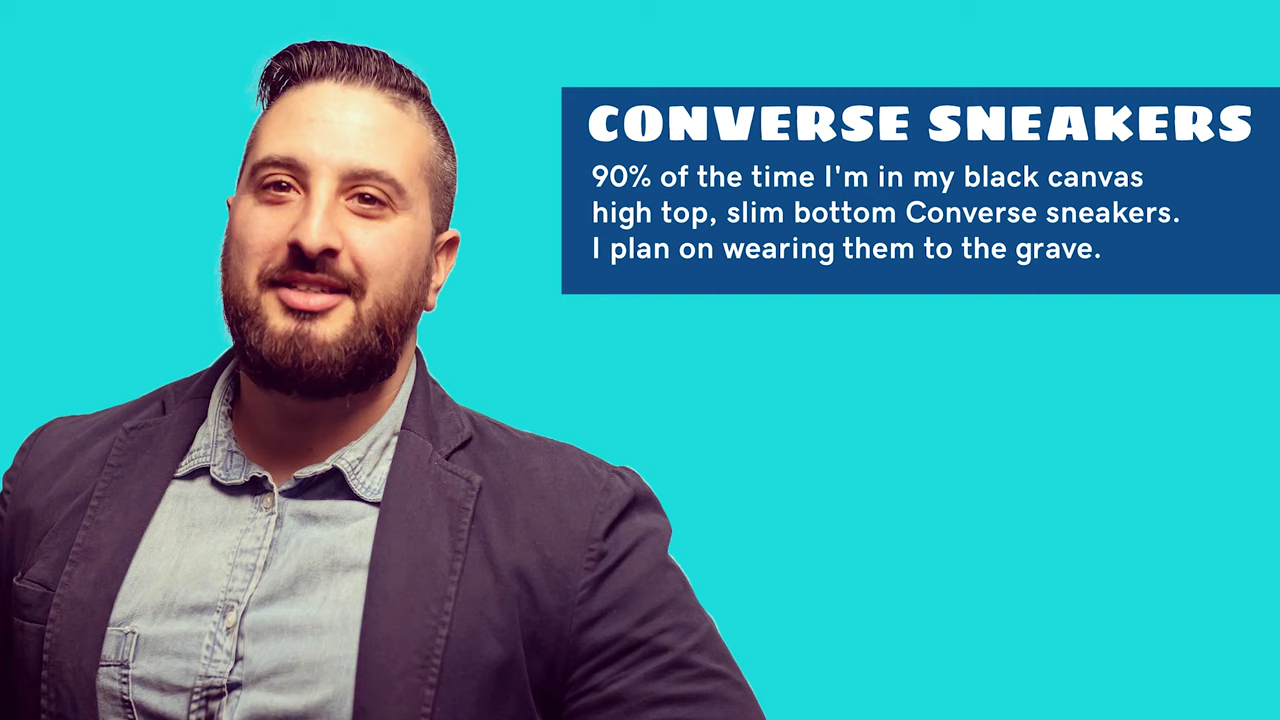 CONVERSE SNEAKERS
90% of the time I'm in my black canvas
high top, slim bottom Converse sneakers.
I plan on wearing them to the grave.